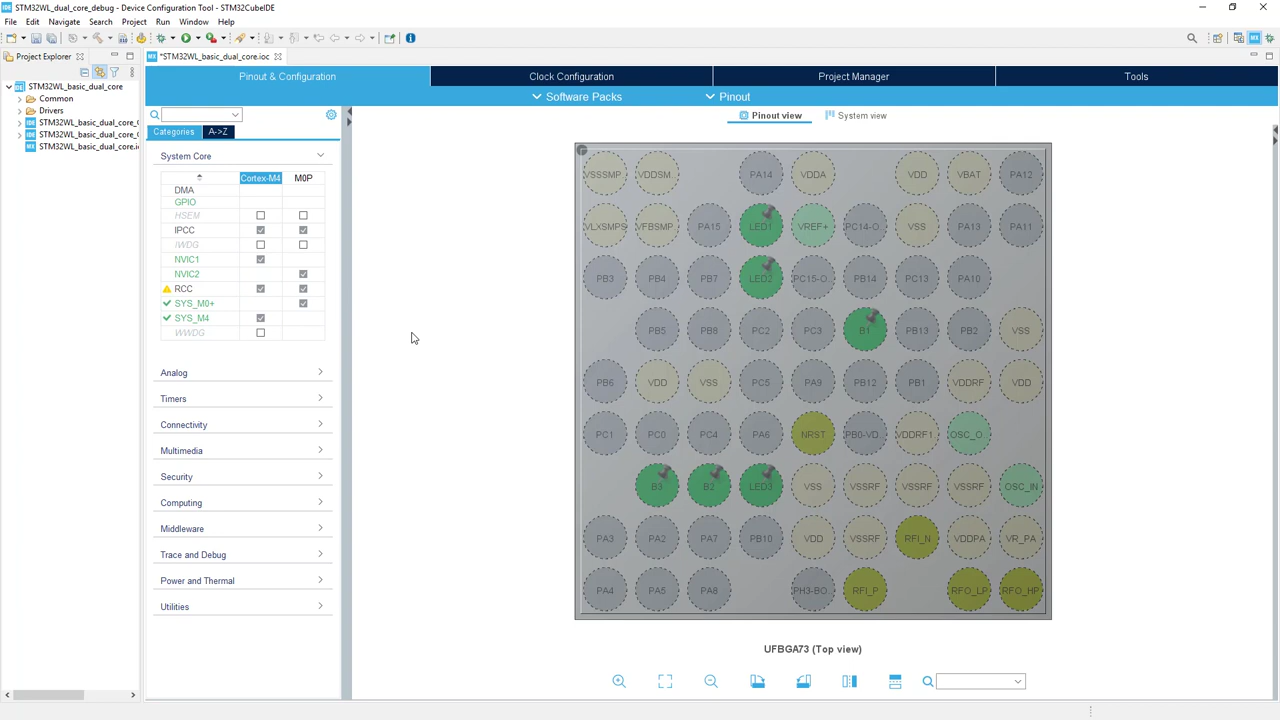 STM32WL_dual_core_debug - Device Configuration Tool - STM32CubeIDE
File Edit Navigate Search Project Run Window Help
Project Explorer
*STM32WL_basic_dual_core.ioc
STM32WL_basic_dual_core
Common
Drivers
STM32WL_basic_dual_core_
STM32WL_basic_dual_core_
STM32WL_basic_dual_core.i
Pinout & Configuration
Clock Configuration
Project Manager
Tools
Software Packs
Pinout
Pinout view
System view
Categories
A->Z
System Core
Cortex-M4 M0P
DMA
GPIO
HSEM
IPCC
IWDG
NVIC1
NVIC2
RCC
SYS_M0+
SYS_M4
WWDG
Analog
Timers
Connectivity
Multimedia
Security
Computing
Middleware
Trace and Debug
Power and Thermal
Utilities
VSSSMP VDDSM. PA14 VDDA VDD VBAT PA12
VLXSMPS VFBSMP PA15 LED1 VREF+ PC14-O. VSS PA13 PA11
PB3 PB4 PB7 LED2 PC15-O. PB14 PC13 PA10
PB5 PB8 PC2 PC3 B1 PB13 PB2 VSS
PB6 VDD VSS PC5 PA9 PB12 PB1 VDDRF VDD
PC1 PC0 PC4 PA6 NRST PB0-VD. VDDRF1. OSC_O.
B3 B2 LED3 VSS VSSRF VSSRF VSSRF OSC_IN
PA3 PA2 PA7 PB10 VDD VSSRF RFI_N VDDPA VR_PA
PA4 PA5 PA8 PH3-BO. RFI_P RFO_LP RFO_HP
UFBGA73 (Top view)